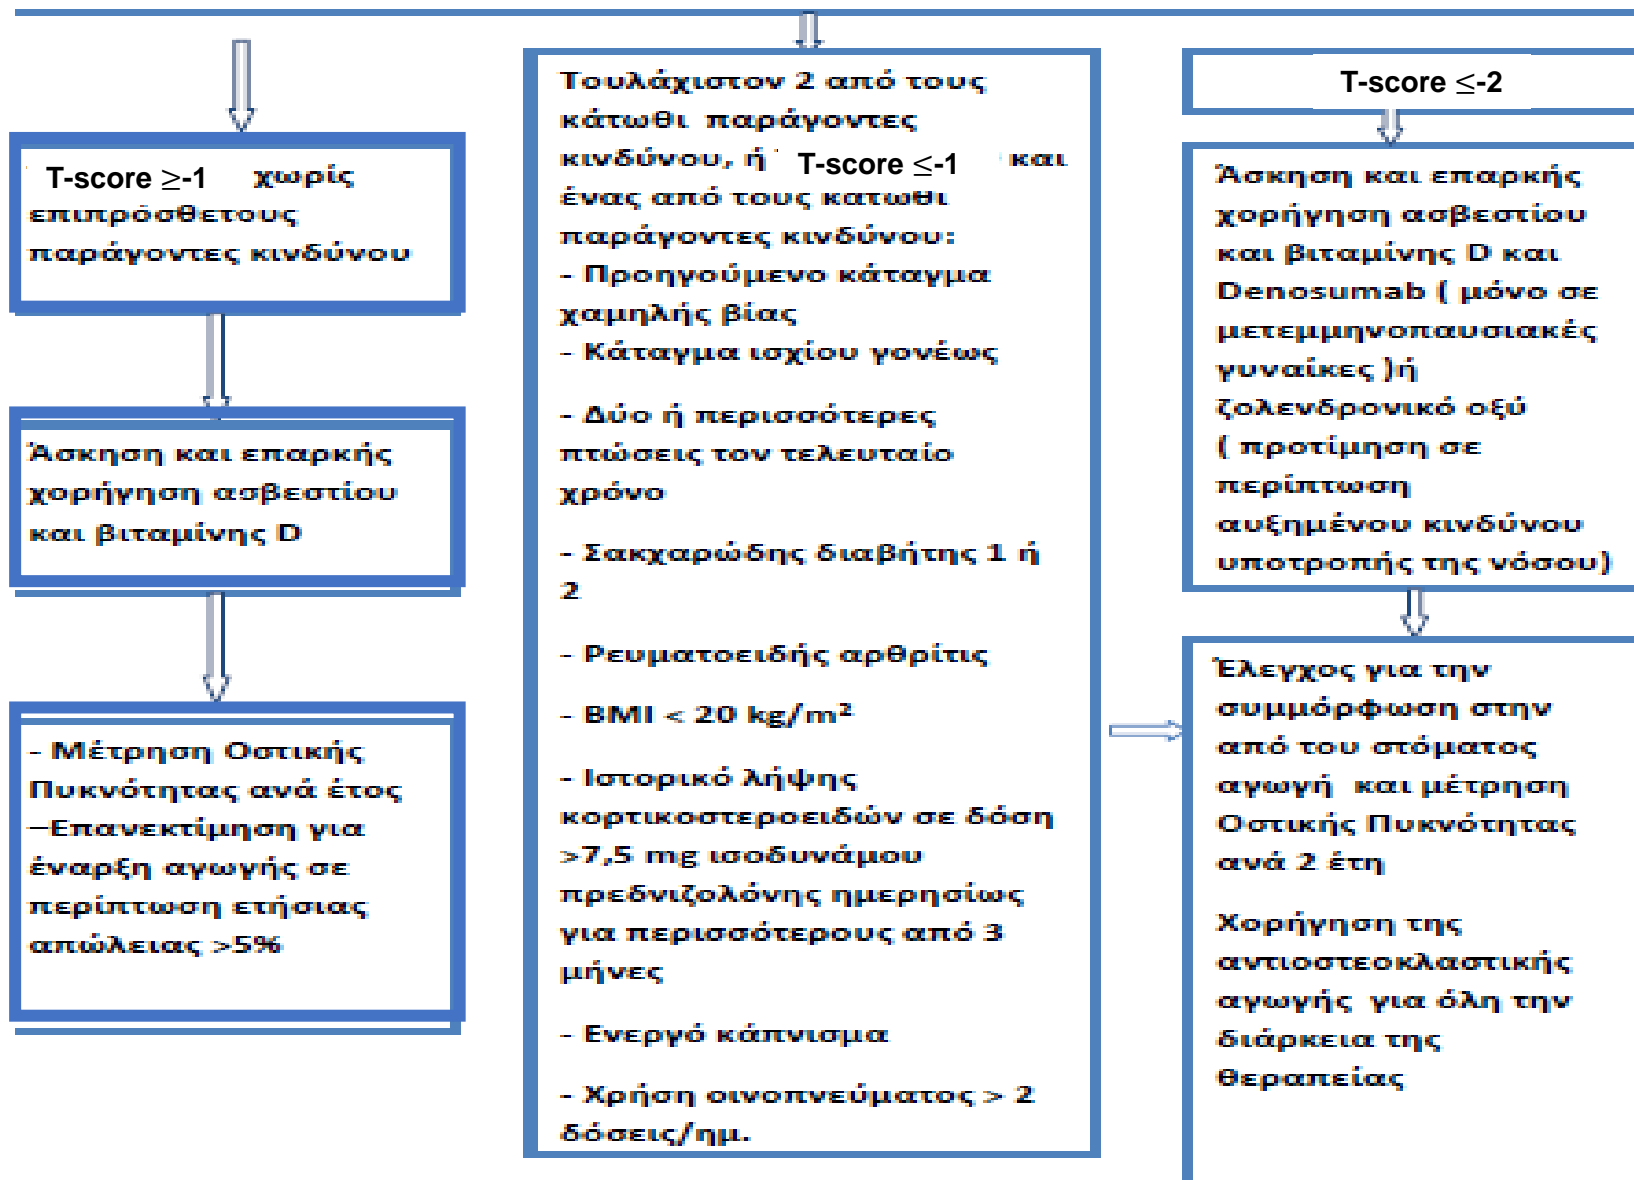 T-score ≥-1 χωρίς
επιπρόσθετους
παράγοντες κινδύνου
Άσκηση και επαρκής
χορήγηση ασβεστίου
και βιταμίνης D
- Μέτρηση Οστικής
Πυκνότητας ανά έτος
–Επανεκτίμηση για
έναρξη αγωγής σε
περίπτωση ετήσιας
απώλειας >5%
Τουλάχιστον 2 από τους
κάτωθι παράγοντες
κινδύνου, ή T-score ≤-1 και
ένας από τους κατωθι
παράγοντες κινδύνου:
- Προηγούμενο κάταγμα
χαμηλής βίας
- Κάταγμα ισχίου γονέως
- Δύο ή περισσότερες
πτώσεις τον τελευταίο
χρόνο
- Σακχαρώδης διαβήτης 1 ή
2
- Ρευματοειδής αρθρίτις
- BMI < 20 kg/m²
- Ιστορικό λήψης
κορτικοστεροειδών σε δόση
>7,5 mg ισοδυνάμου
πρεδνιζολόνης ημερησίως
για περισσότερους από 3
μήνες
- Ενεργό κάπνισμα
- Χρήση οινοπνεύματος > 2
δόσεις/ημ.
T-score ≤-2
Άσκηση και επαρκής
χορήγηση ασβεστίου
και βιταμίνης D και
Denosumab ( μόνο σε
μετεμμηνοπαυσιακές
γυναίκες )ή
ζολενδρονικό οξύ
( προτίμηση σε
περίπτωση
αυξημένου κινδύνου
υποτροπής της νόσου)
Έλεγχος για την
συμμόρφωση στην
από του στόματος
αγωγή και μέτρηση
Οστικής Πυκνότητας
ανά 2 έτη
Χορήγηση της
αντιοστεοκλαστικής
αγωγής για όλη την
διάρκεια της
θεραπείας